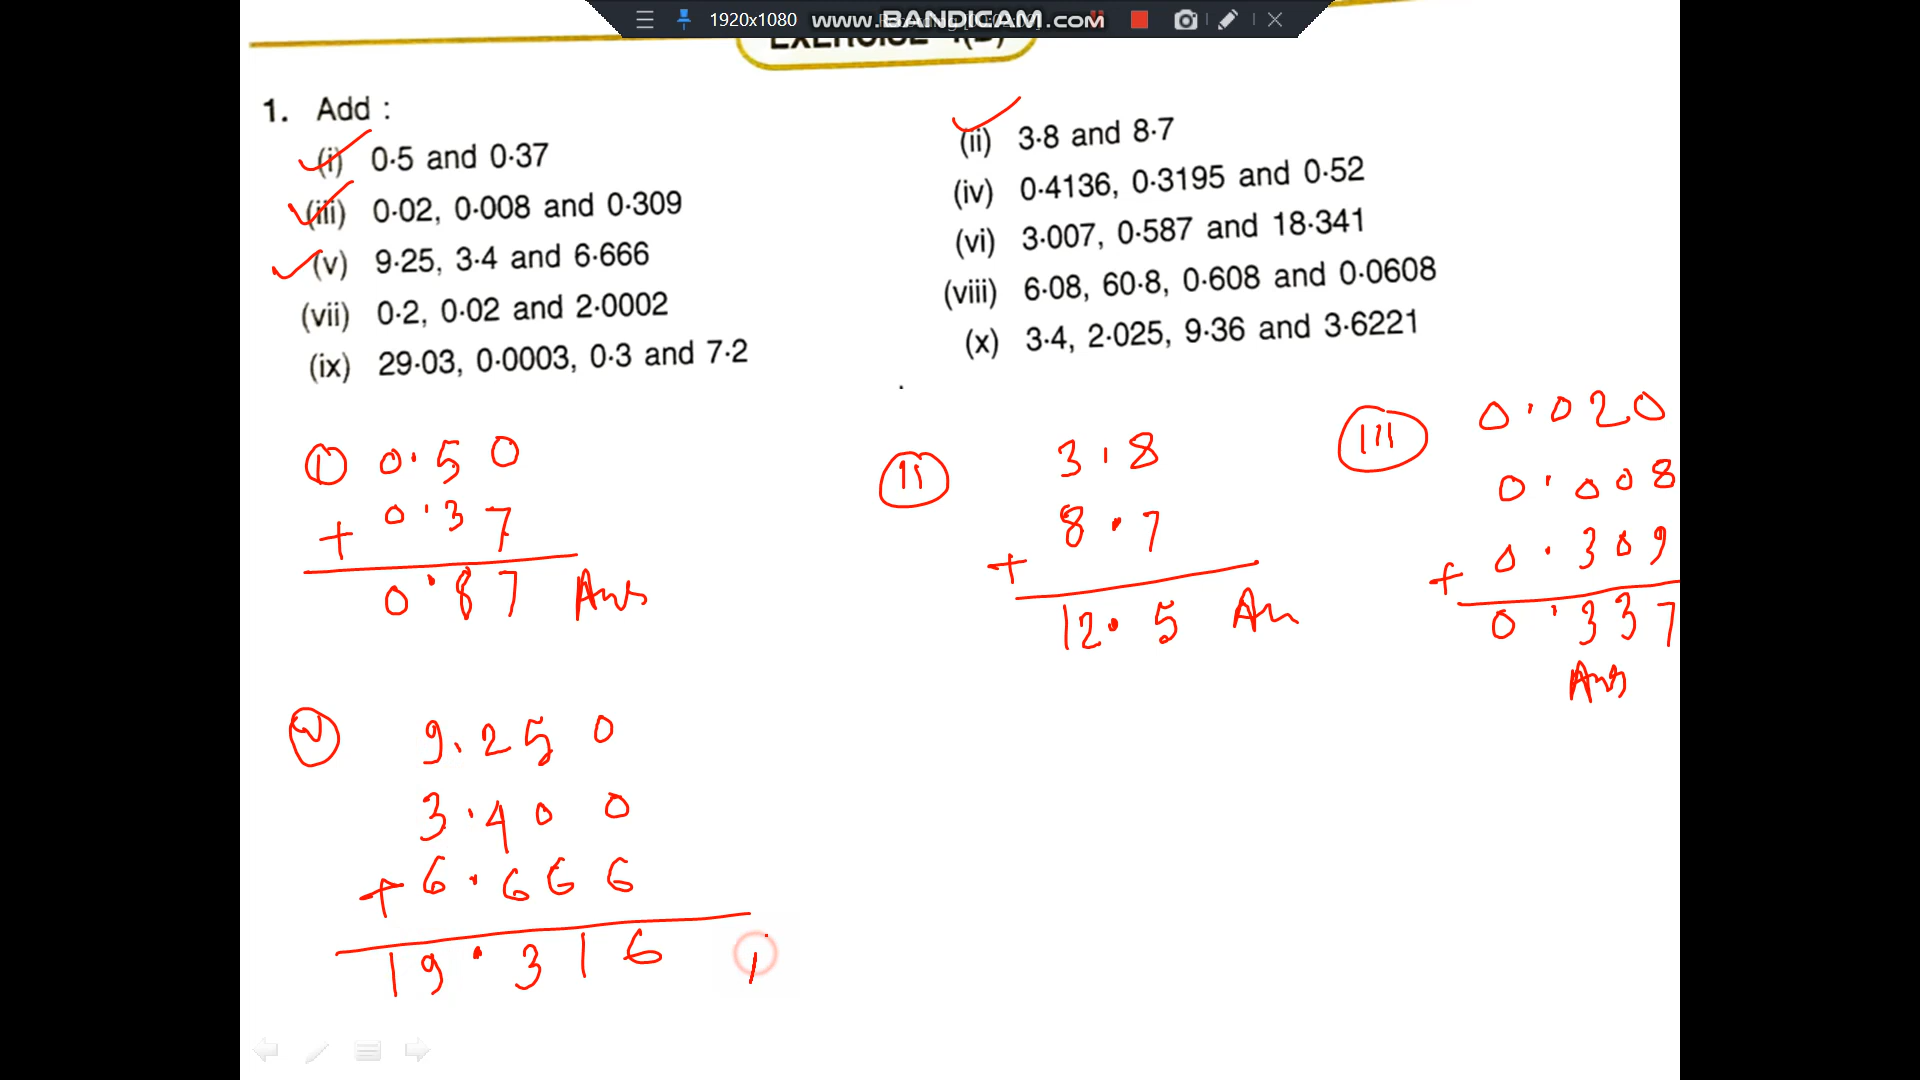 1920x1080 www.BANDICAM.com
1. Add :
(i) 0·5 and 0·37
(ii) 3·8 and 8·7
(iii) 0·02, 0·008 and 0·309
(iv) 0·4136, 0·3195 and 0·52
(v) 9·25, 3·4 and 6·666
(vi) 3·007, 0·587 and 18·341
(vii) 0·2, 0·02 and 2·0002
(viii) 6·08, 60·8, 0·608 and 0·0608
(ix) 29·03, 0·0003, 0·3 and 7·2
(x) 3·4, 2·025, 9·36 and 3·6221
(i) 0.50
+ 0.37
0.87 Ans
(ii) 3.8
+ 8.7
12.5 An
(iii) 0.020
0.008
+ 0.309
0.337
Ans
(v) 9.250
3.400
+ 6.666
19.316